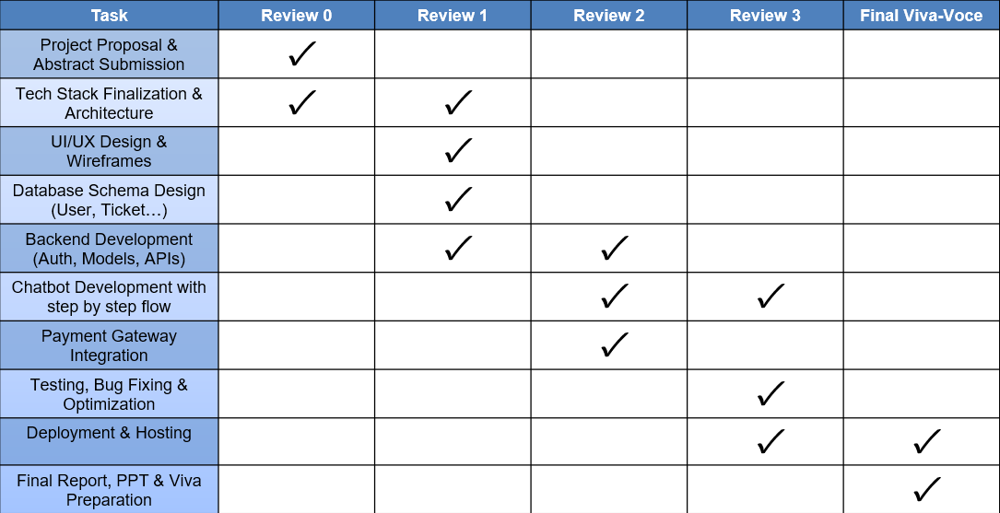 Task Review 0 Review 1 Review 2 Review 3 Final Viva-Voce
Project Proposal &
Abstract Submission
✓
Tech Stack Finalization &
Architecture
✓ ✓
UI/UX Design &
Wireframes
✓
Database Schema Design
(User, Ticket…)
✓
Backend Development
(Auth, Models, APIs)
✓ ✓
Chatbot Development with
step by step flow
✓ ✓
Payment Gateway
Integration
✓
Testing, Bug Fixing &
Optimization
✓
Deployment & Hosting
✓ ✓
Final Report, PPT & Viva
Preparation
✓